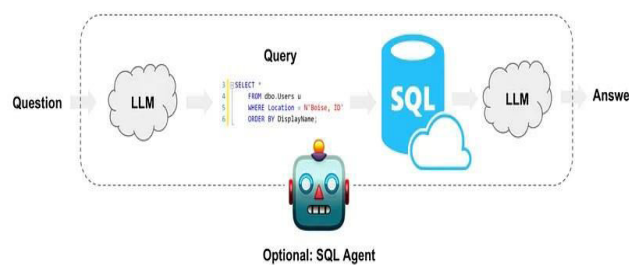 Query
3 SELECT *
4 FROM dbo.Users u
5 WHERE Location = N'Boise, ID'
6 ORDER BY DisplayName;
Question
LLM
SQL
LLM
Answe
Optional: SQL Agent